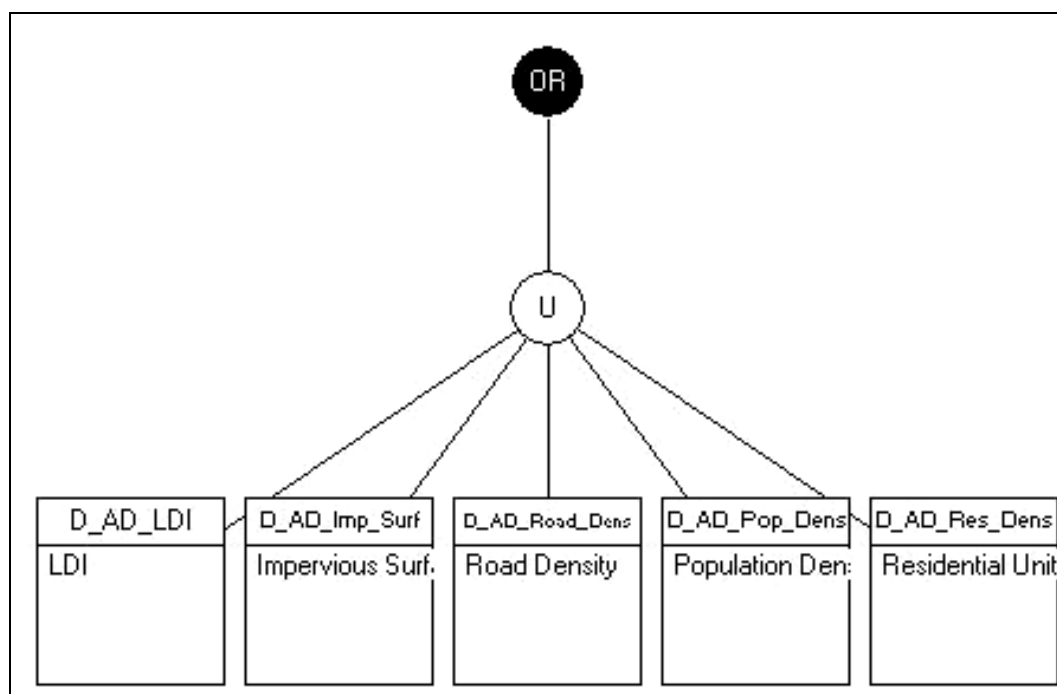 OR
U
D_AD_LDI
LDI
D_AD_Imp_Surf
Impervious Surf
D_AD_Road_Dens
Road Density
D_AD_Pop_Dens
Population Den
D_AD_Res_Dens
Residential Unit